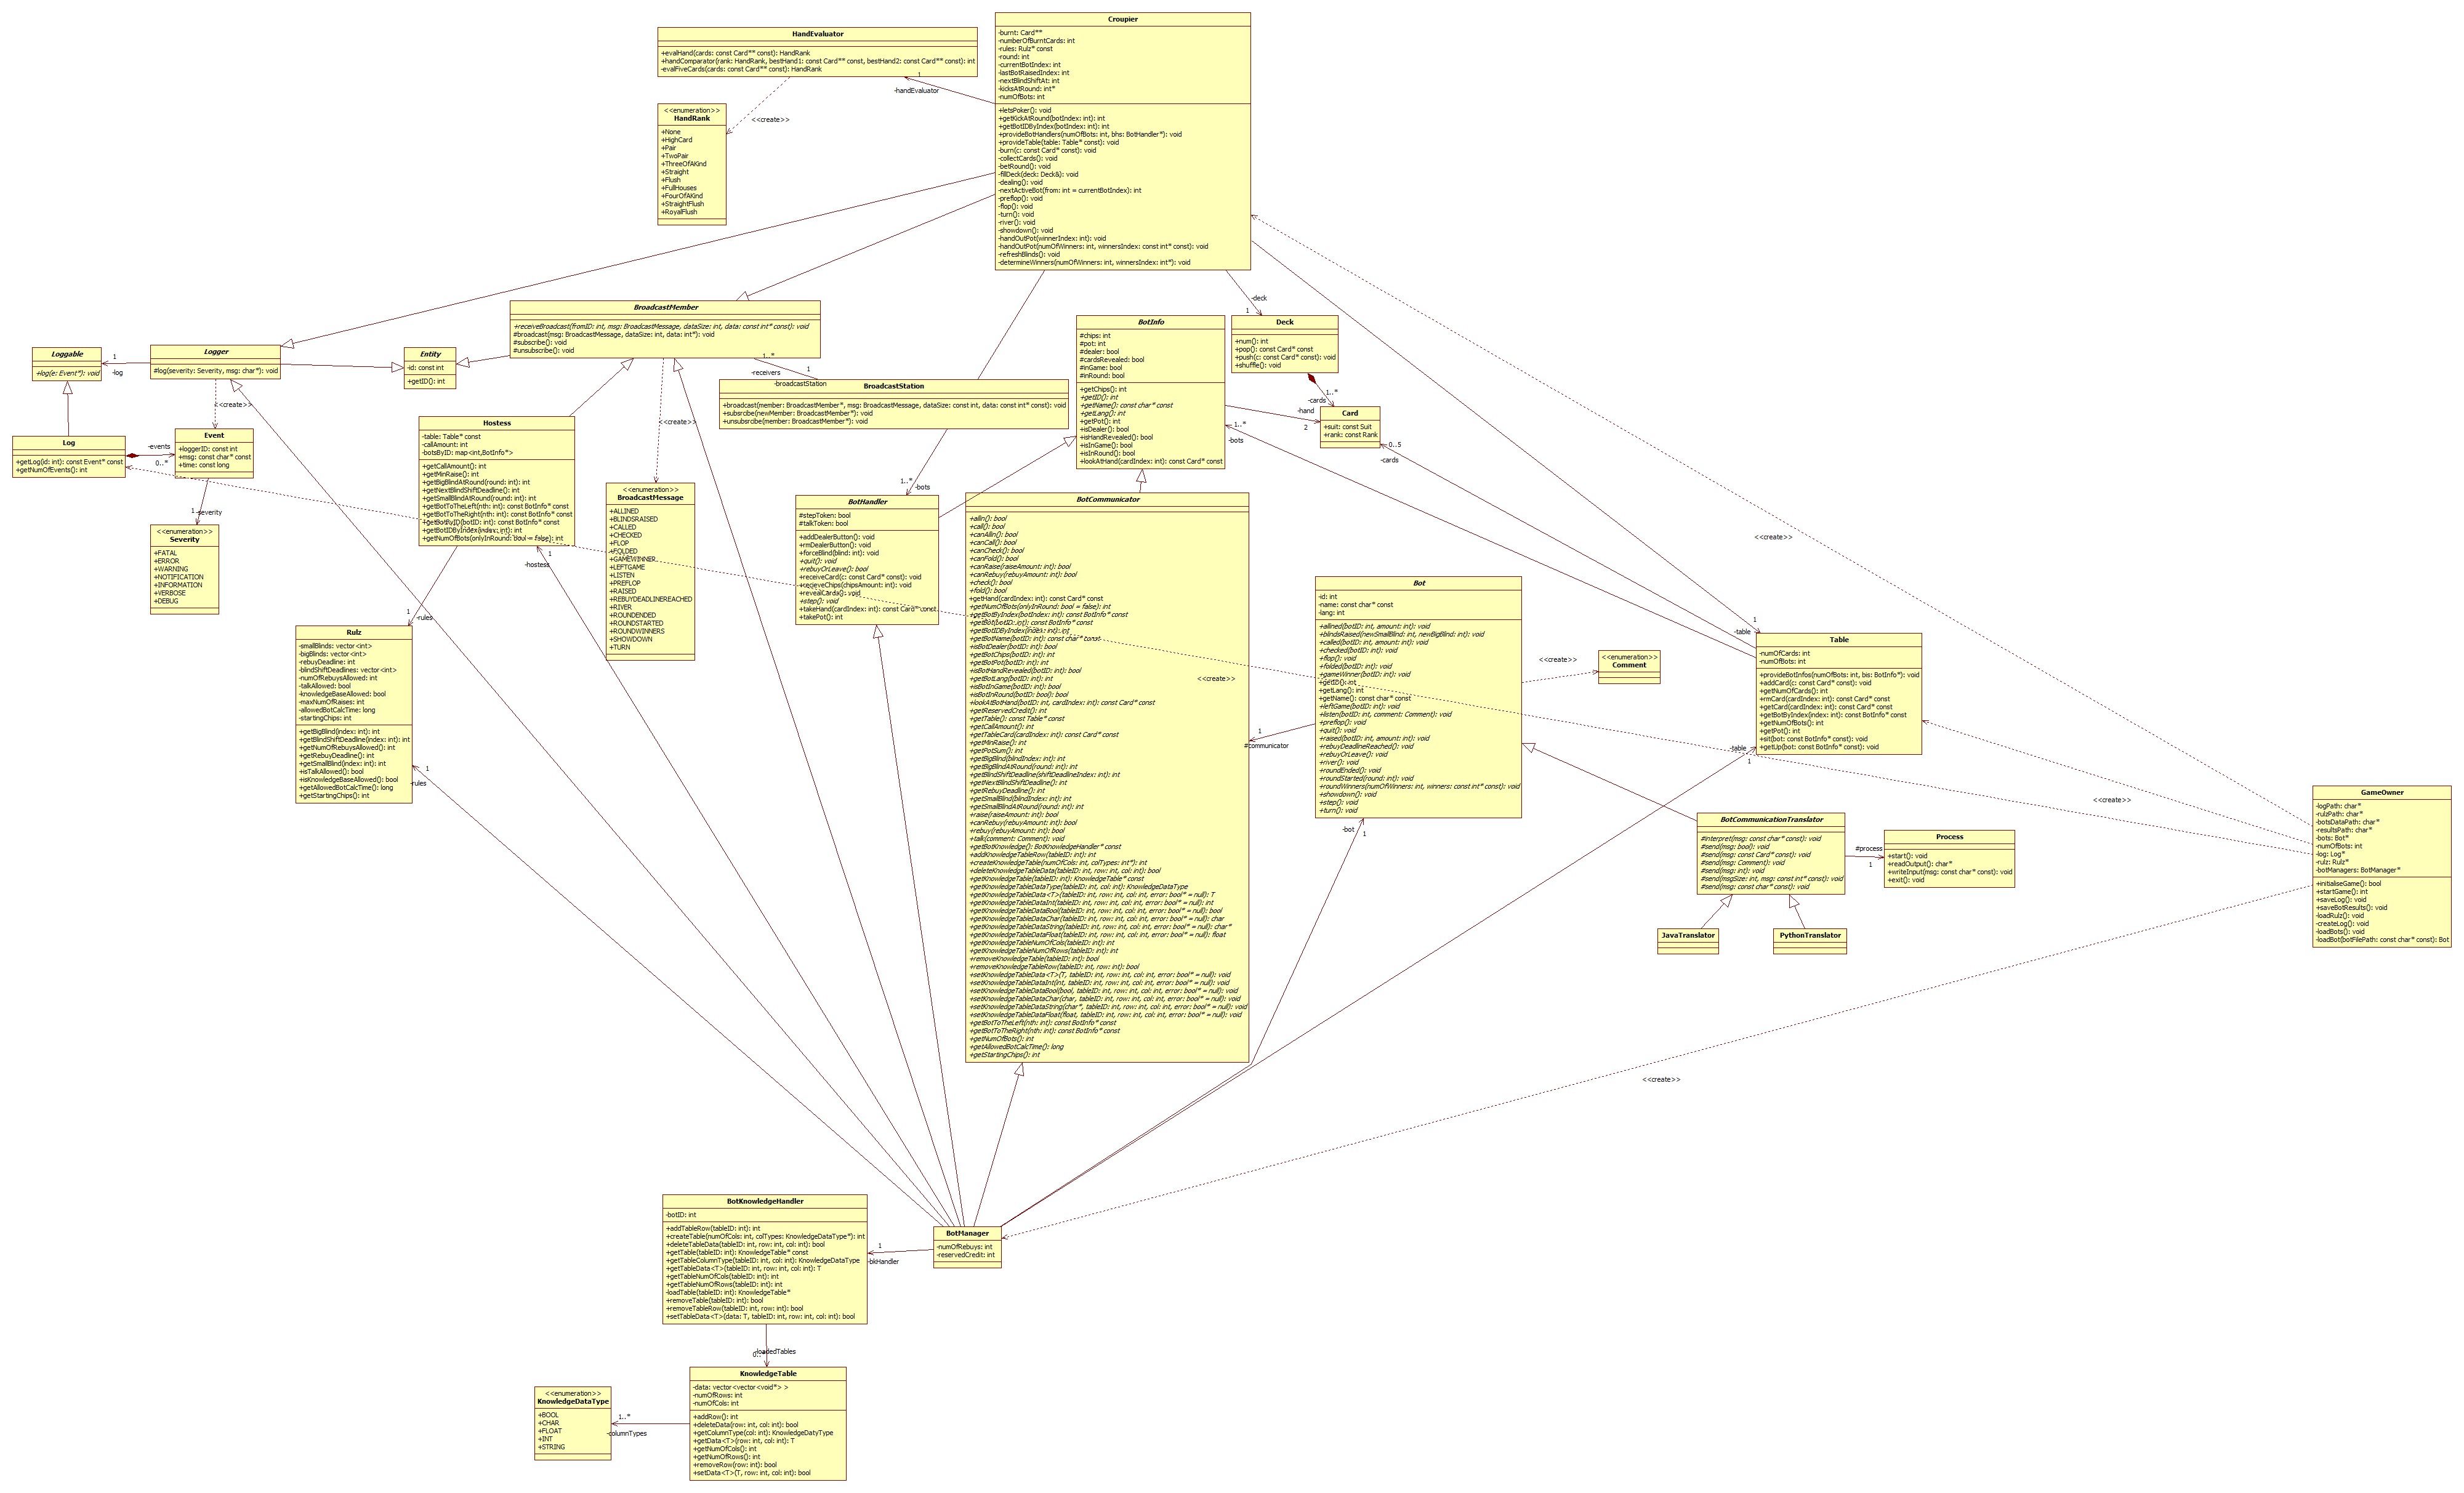 Croupier
-burnt: Card**
-numberOfBurntCards: int
-rules: Rulz* const
-round: int
-currentBotIndex: int
-lastBotRaisedIndex: int
-nextBlindShiftAt: int
-kicksAtRound: int*
-numOfBots: int
+letsPoker(): void
+getKickAtRound(botIndex: int): int
+getBotIDByIndex(botIndex: int): int
+provideBotHandlers(numOfBots: int, bhs: BotHandler*): void
+provideTable(table: Table* const): void
-burn(c: const Card* const): void
-collectCards(): void
-betRound(): void
-fillDeck(deck: Deck&): void
-dealing(): void
-nextActiveBot(from: int = currentBotIndex): int
-preflop(): void
-flop(): void
-turn(): void
-river(): void
-showdown(): void
-handOutPot(winnerIndex: int): void
-handOutPot(numOfWinners: int, winnersIndex: const int* const): void
-refreshBlinds(): void
-determineWinners(numOfWinners: int, winnersIndex: int*): void
HandEvaluator
+evalHand(cards: const Card** const): HandRank
+handComparator(rank: HandRank, bestHand1: const Card** const, bestHand2: const Card** const): int
-evalFiveCards(cards: const Card** const): HandRank
1
-handEvaluator
<<create>>
<<enumeration>>
HandRank
+None
+HighCard
+Pair
+TwoPair
+ThreeOfAKind
+Straight
+Flush
+FullHouses
+FourOfAKind
+StraightFlush
+RoyalFlush
BroadcastMember
+receiveBroadcast(fromID: int, msg: BroadcastMessage, dataSize: int, data: const int* const): void
#broadcast(msg: BroadcastMessage, dataSize: int, data: int*): void
#subscribe(): void
#unsubscribe(): void
1..*
-receivers
1
-broadcastStation
BroadcastStation
+broadcast(member: BroadcastMember*, msg: BroadcastMessage, dataSize: const int, data: const int* const): void
+subsrcibe(newMember: BroadcastMember*): void
+unsubsrcibe(member: BroadcastMember*): void
Loggable
+log(e: Event*): void
1
-log
Logger
#log(severity: Severity, msg: char*): void
Entity
-id: const int
+getID(): int
<<create>>
Log
+getLog(id: int): const Event* const
+getNumOfEvents(): int
-events
0..*
Event
+loggerID: const int
+msg: const char* const
+time: const long
1
-severity
<<enumeration>>
Severity
+FATAL
+ERROR
+WARNING
+NOTIFICATION
+INFORMATION
+VERBOSE
+DEBUG
Hostess
-table: Table* const
-callAmount: int
-botsByID: map<int,BotInfo*>
+getCallAmount(): int
+getMinRaise(): int
+getBigBlindAtRound(round: int): int
+getNextBlindShiftDeadline(): int
+getSmallBlindAtRound(round: int): int
+getBotToTheLeft(nth: int): const BotInfo* const
+getBotToTheRight(nth: int): const BotInfo* const
+getBotByID(botID: int): const BotInfo* const
+getBotIDByIndex(index: int): int
+getNumOfBots(onlyInRound: bool = false): int
1
-hostess
<<create>>
<<enumeration>>
BroadcastMessage
+ALLINED
+BLINDSRAISED
+CALLED
+CHECKED
+FLOP
+FOLDED
+GAMEWINNER
+LEFTGAME
+LISTEN
+PREFLOP
+RAISED
+REBUYDEADLINEREACHED
+RIVER
+ROUNDENDED
+ROUNDSTARTED
+ROUNDWINNERS
+SHOWDOWN
+TURN
1
-rules
Rulz
-smallBlinds: vector<int>
-bigBlinds: vector<int>
-rebuyDeadline: int
-blindShiftDeadlines: vector<int>
-numOfRebuysAllowed: int
-talkAllowed: bool
-knowledgeBaseAllowed: bool
-maxNumOfRaises: int
-allowedBotCalcTime: long
-startingChips: int
+getBigBlind(index: int): int
+getBlindShiftDeadline(index: int): int
+getNumOfRebuysAllowed(): int
+getRebuyDeadline(): int
+getSmallBlind(index: int): int
+isTalkAllowed(): bool
+isKnowledgeBaseAllowed(): bool
+getAllowedBotCalcTime(): long
+getStartingChips(): int
1
-rules
BotInfo
#chips: int
#pot: int
#dealer: bool
#cardsRevealed: bool
#inGame: bool
#inRound: bool
+getChips(): int
+getID(): int
+getName(): const char* const
+getLang(): int
+getPot(): int
+isDealer(): bool
+isHandRevealed(): bool
+isInGame(): bool
+isInRound(): bool
+lookAtHand(cardIndex: int): const Card* const
-deck
1
Deck
+num(): int
+pop(): const Card* const
+push(c: const Card* const): void
+shuffle(): void
1..*
-cards
-hand
2
Card
+suit: const Suit
+rank: const Rank
1..*
-bots
0..5
-cards
1..*
-bots
BotHandler
#stepToken: bool
#talkToken: bool
+addDealerButton(): void
+rmDealerButton(): void
+forceBlind(blind: int): void
+quit(): void
+rebuyOrLeave(): bool
+receiveCard(c: const Card* const): void
+recieveChips(chipsAmount: int): void
+revealCards(): void
+step(): void
+takeHand(cardIndex: int): const Card* const
+takePot(): int
BotCommunicator
+allIn(): bool
+call(): bool
+canAllIn(): bool
+canCall(): bool
+canCheck(): bool
+canFold(): bool
+canRaise(raiseAmount: int): bool
+canRebuy(rebuyAmount: int): bool
+check(): bool
+fold(): bool
+getHand(cardIndex: int): const Card* const
+getNumOfBots(onlyInRound: bool = false): int
+getBotByIndex(botIndex: int): const BotInfo* const
+getBot(botID: int): const BotInfo* const
+getBotIDByIndex(index: int): int
+getBotName(botID: int): const char* const
+isBotDealer(botID: int): bool
+getBotChips(botID: int): int
+getBotPot(botID: int): int
+isBotHandRevealed(botID: int): bool
+getBotLang(botID: int): int
+isBotInGame(botID: int): bool
+isBotInRound(botID: bool): bool
+lookAtBotHand(botID: int, cardIndex: int): const Card* const
+getReservedCredit(): int
+getTable(): const Table* const
+getCallAmount(): int
+getTableCard(cardIndex: int): const Card* const
+getMinRaise(): int
+getPotSum(): int
+getBigBlind(blindIndex: int): int
+getBigBlindAtRound(round: int): int
+getBlindShiftDeadline(shiftDeadlineIndex: int): int
+getNextBlindShiftDeadline(): int
+getRebuyDeadline(): int
+getSmallBlind(blindIndex: int): int
+getSmallBlindAtRound(round: int): int
+raise(raiseAmount: int): bool
+canRebuy(rebuyAmount: int): bool
+rebuy(rebuyAmount: int): bool
+talk(comment: Comment): void
+getBotKnowledge(): BotKnowledgeHandler* const
+addKnowledgeTableRow(tableID: int): int
+createKnowledgeTable(numOfCols: int, colTypes: int*): int
+deleteKnowledgeTableData(tableID: int, row: int, col: int): bool
+getKnowledgeTable(tableID: int): KnowledgeTable* const
+getKnowledgeTableDataType(tableID: int, col: int): KnowledgeDataType
+getKnowledgeTableData<T>(tableID: int, row: int, col: int, error: bool* = null): T
+getKnowledgeTableDataInt(tableID: int, row: int, col: int, error: bool* = null): int
+getKnowledgeTableDataBool(tableID: int, row: int, col: int, error: bool* = null): bool
+getKnowledgeTableDataChar(tableID: int, row: int, col: int, error: bool* = null): char
+getKnowledgeTableDataString(tableID: int, row: int, col: int, error: bool* = null): char*
+getKnowledgeTableDataFloat(tableID: int, row: int, col: int, error: bool* = null): float
+getKnowledgeTableNumOfCols(tableID: int): int
+getKnowledgeTableNumOfRows(tableID: int): int
+removeKnowledgeTable(tableID: int): bool
+removeKnowledgeTableRow(tableID: int, row: int): bool
+setKnowledgeTableData<T>(T, tableID: int, row: int, col: int, error: bool* = null): void
+setKnowledgeTableDataInt(int, tableID: int, row: int, col: int, error: bool* = null): void
+setKnowledgeTableDataBool(bool, tableID: int, row: int, col: int, error: bool* = null): void
+setKnowledgeTableDataChar(char, tableID: int, row: int, col: int, error: bool* = null): void
+setKnowledgeTableDataString(char*, tableID: int, row: int, col: int, error: bool* = null): void
+setKnowledgeTableDataFloat(float, tableID: int, row: int, col: int, error: bool* = null): void
+getBotToTheLeft(nth: int): const BotInfo* const
+getBotToTheRight(nth: int): const BotInfo* const
+getNumOfBots(): int
+getAllowedBotCalcTime(): long
+getStartingChips(): int
<<create>>
1
#communicator
Bot
-id: int
-name: const char* const
-lang: int
+allined(botID: int, amount: int): void
+blindsRaised(newSmallBlind: int, newBigBlind: int): void
+called(botID: int, amount: int): void
+checked(botID: int): void
+flop(): void
+folded(botID: int): void
+gameWinner(botID: int): void
+getID(): int
+getLang(): int
+getName(): const char* const
+leftGame(botID: int): void
+listen(botID: int, comment: Comment): void
+preflop(): void
+quit(): void
+raised(botID: int, amount: int): void
+rebuyDeadlineReached(): void
+rebuyOrLeave(): void
+river(): void
+roundEnded(): void
+roundStarted(round: int): void
+roundWinners(numOfWinners: int, winners: const int* const): void
+showdown(): void
+step(): void
+turn(): void
-bot
1
<<create>>
<<enumeration>>
Comment
<<create>>
1
-table
Table
-numOfCards: int
-numOfBots: int
+provideBotInfos(numOfBots: int, bis: BotInfo*): void
+addCard(c: const Card* const): void
+getNumOfCards(): int
+rmCard(cardIndex: int): const Card* const
+getCard(cardIndex: int): const Card* const
+getBotByIndex(index: int): const BotInfo* const
+getNumOfBots(): int
+getPot(): int
+sit(bot: const BotInfo* const): void
+getUp(bot: const BotInfo* const): void
-table
1
<<create>>
BotCommunicationTranslator
#interpret(msg: const char* const): void
#send(msg: bool): void
#send(msg: const Card* const): void
#send(msg: Comment): void
#send(msg: int): void
#send(msgSize: int, msg: const int* const): void
#send(msg: const char* const): void
#process
1
Process
+start(): void
+readOutput(): char*
+writeInput(msg: const char* const): void
+exit(): void
JavaTranslator
PythonTranslator
GameOwner
-logPath: char*
-rulzPath: char*
-botsDataPath: char*
-resultsPath: char*
-bots: Bot*
-numOfBots: int
-log: Log*
-rulz: Rulz*
-botManagers: BotManager*
+initialiseGame(): bool
+startGame(): int
+saveLog(): void
+saveBotResults(): void
-loadRulz(): void
-createLog(): void
-loadBots(): void
-loadBot(botFilePath: const char* const): Bot
<<create>>
BotKnowledgeHandler
-botID: int
+addTableRow(tableID: int): int
+createTable(numOfCols: int, colTypes: KnowledgeDataType*): int
+deleteTableData(tableID: int, row: int, col: int): bool
+getTable(tableID: int): KnowledgeTable* const
+getTableColumnType(tableID: int, col: int): KnowledgeDataType
+getTableData<T>(tableID: int, row: int, col: int): T
+getTableNumOfCols(tableID: int): int
+getTableNumOfRows(tableID: int): int
-loadTable(tableID: int): KnowledgeTable*
+removeTable(tableID: int): bool
+removeTableRow(tableID: int, row: int): bool
+setTableData<T>(data: T, tableID: int, row: int, col: int): bool
1
-bkHandler
BotManager
-numOfRebuys: int
-reservedCredit: int
-loadedTables
0..*
KnowledgeTable
-data: vector<vector<void*> >
-numOfRows: int
-numOfCols: int
+addRow(): int
+deleteData(row: int, col: int): bool
+getColumnType(col: int): KnowledgeDatyType
+getData<T>(row: int, col: int): T
+getNumOfCols(): int
+getNumOfRows(): int
+removeRow(row: int): bool
+setData<T>(T, row: int, col: int): bool
1..*
-columnTypes
<<enumeration>>
KnowledgeDataType
+BOOL
+CHAR
+FLOAT
+INT
+STRING